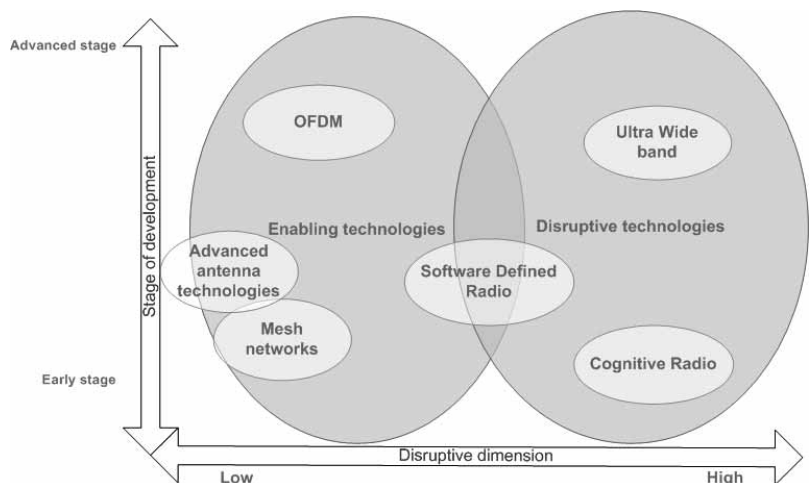 Advanced stage
OFDM
Ultra Wide
band
Enabling technologies
Disruptive technologies
Stage of development
Advanced
antenna
technologies
Software Defined
Radio
Mesh
networks
Cognitive Radio
Early stage
Disruptive dimension
Low
High